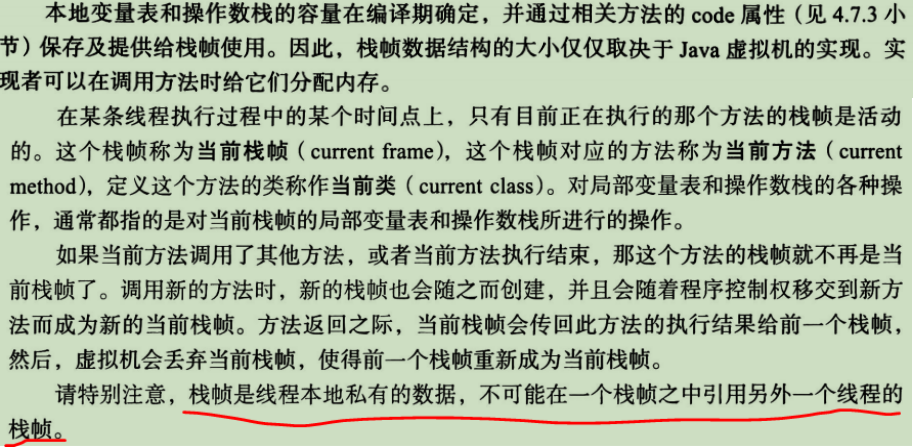 本地变量表和操作数栈的容量在编译期确定，并通过相关方法的 code 属性（见 4.7.3 小
节）保存及提供给栈帧使用。因此，栈帧数据结构的大小仅仅取决于 Java 虚拟机的实现。实
现者可以在调用方法时给它们分配内存。
在某条线程执行过程中的某个时间点上，只有目前正在执行的那个方法的栈帧是活动
的。这个栈帧称为当前栈帧（current frame），这个栈帧对应的方法称为当前方法（current
method），定义这个方法的类称作当前类（current class）。对局部变量表和操作数栈的各种操
作，通常都指的是对当前栈帧的局部变量表和操作数栈所进行的操作。
如果当前方法调用了其他方法，或者当前方法执行结束，那这个方法的栈帧就不再是当
前栈帧了。调用新的方法时，新的栈帧也会随之而创建，并且会随着程序控制权移交到新方
法而成为新的当前栈帧。方法返回之际，当前栈帧会传回此方法的执行结果给前一个栈帧，
然后，虚拟机会丢弃当前栈帧，使得前一个栈帧重新成为当前栈帧。
请特别注意，栈帧是线程本地私有的数据，不可能在一个栈帧之中引用另外一个线程的
栈帧。